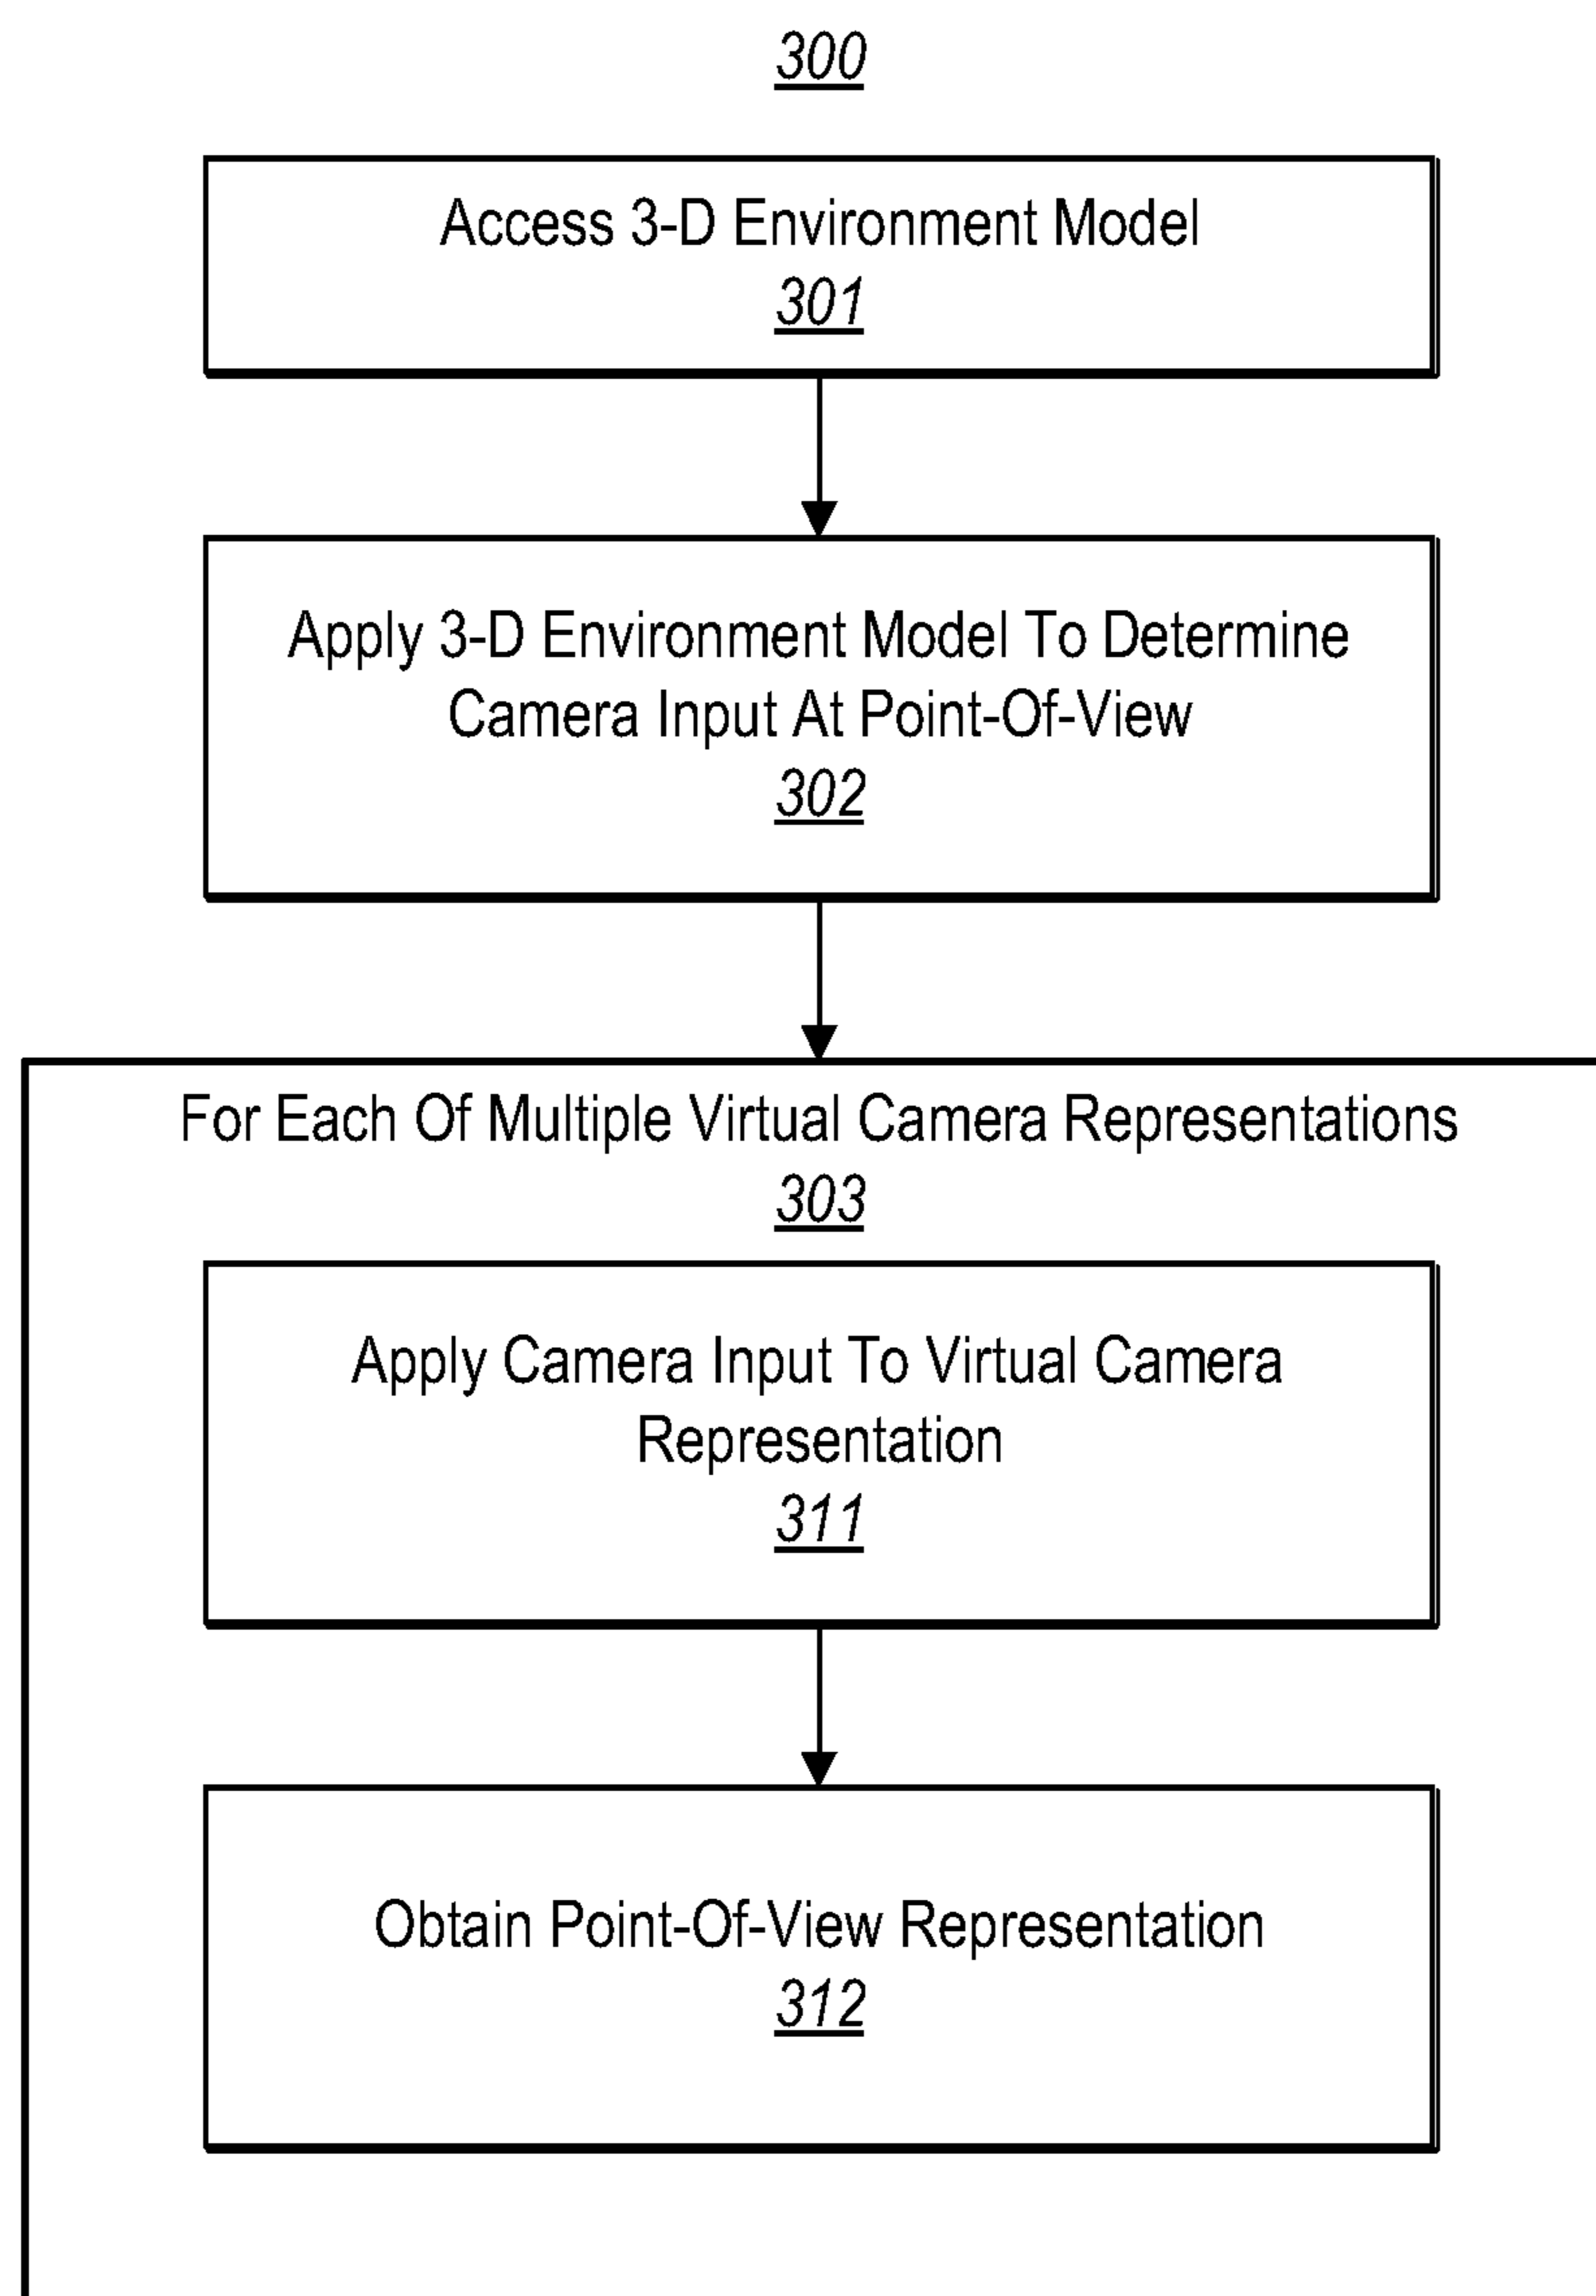 300
Access 3-D Environment Model
301
Apply 3-D Environment Model To Determine
Camera Input At Point-Of-View
302
For Each Of Multiple Virtual Camera Representations
303
Apply Camera Input To Virtual Camera
Representation
311
Obtain Point-Of-View Representation
312